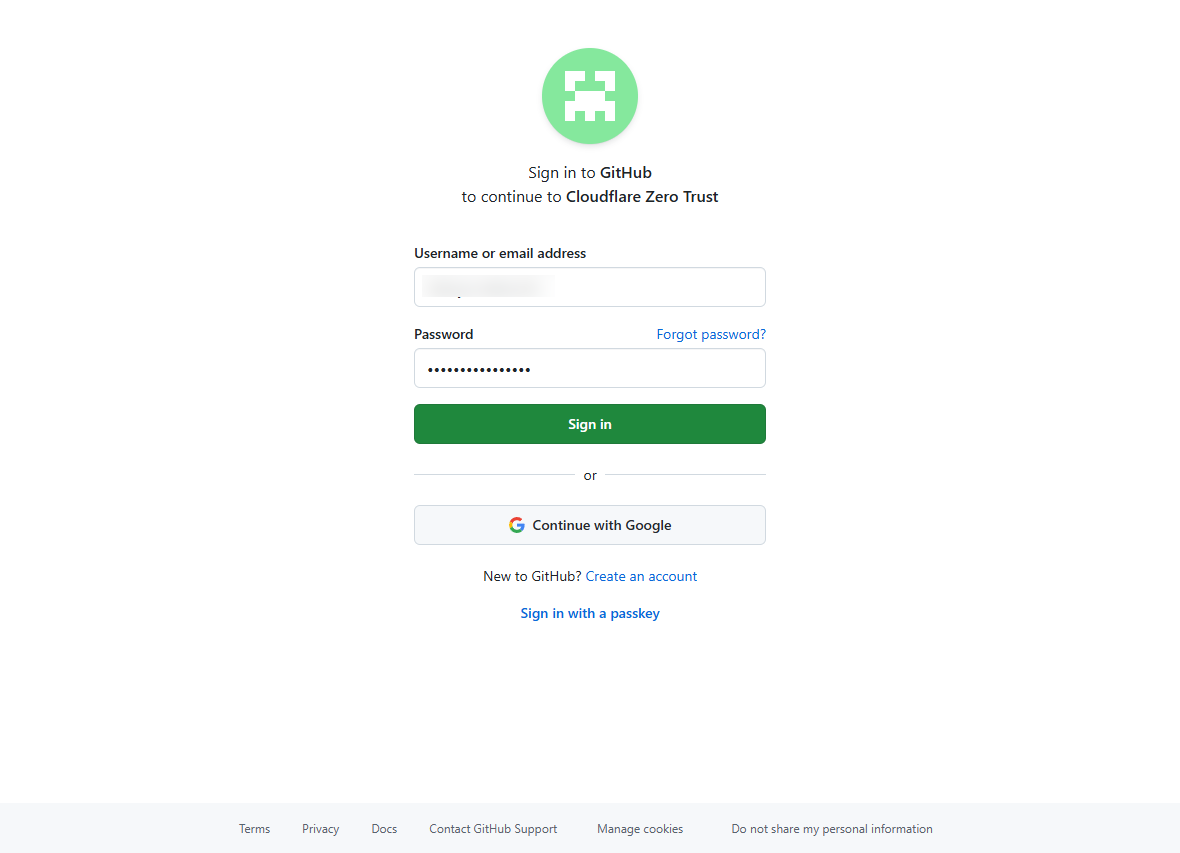 Sign in to GitHub
to continue to Cloudflare Zero Trust
Username or email address
Password Forgot password?
••••••••••••••••
Sign in
or
Continue with Google
New to GitHub? Create an account
Sign in with a passkey
Terms Privacy Docs Contact GitHub Support Manage cookies Do not share my personal information